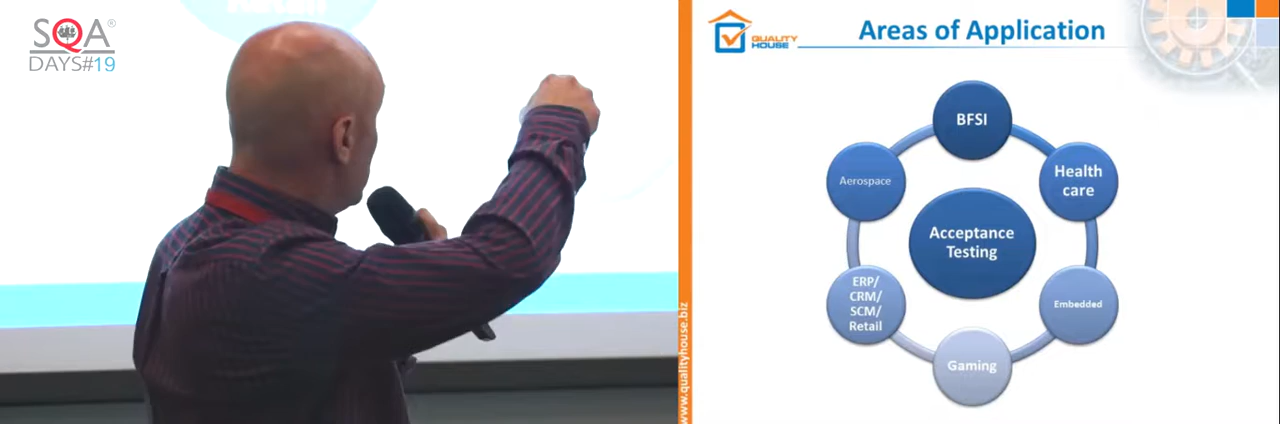 SQA®
DAYS#19
Retail
QUALITY
HOUSE
Areas of Application
BFSI
Health
care
Embedded
Gaming
ERP/
CRM/
SCM/
Retail
Aerospace
Acceptance
Testing
www.qualityhouse.biz